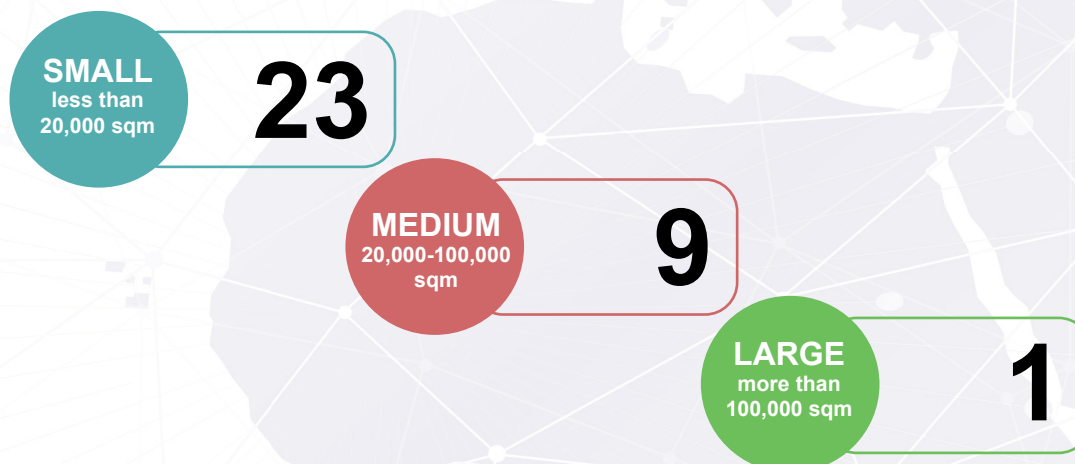 SMALL
less than
20,000 sqm
23
MEDIUM
20,000-100,000
sqm
9
LARGE
more than
100,000 sqm
1